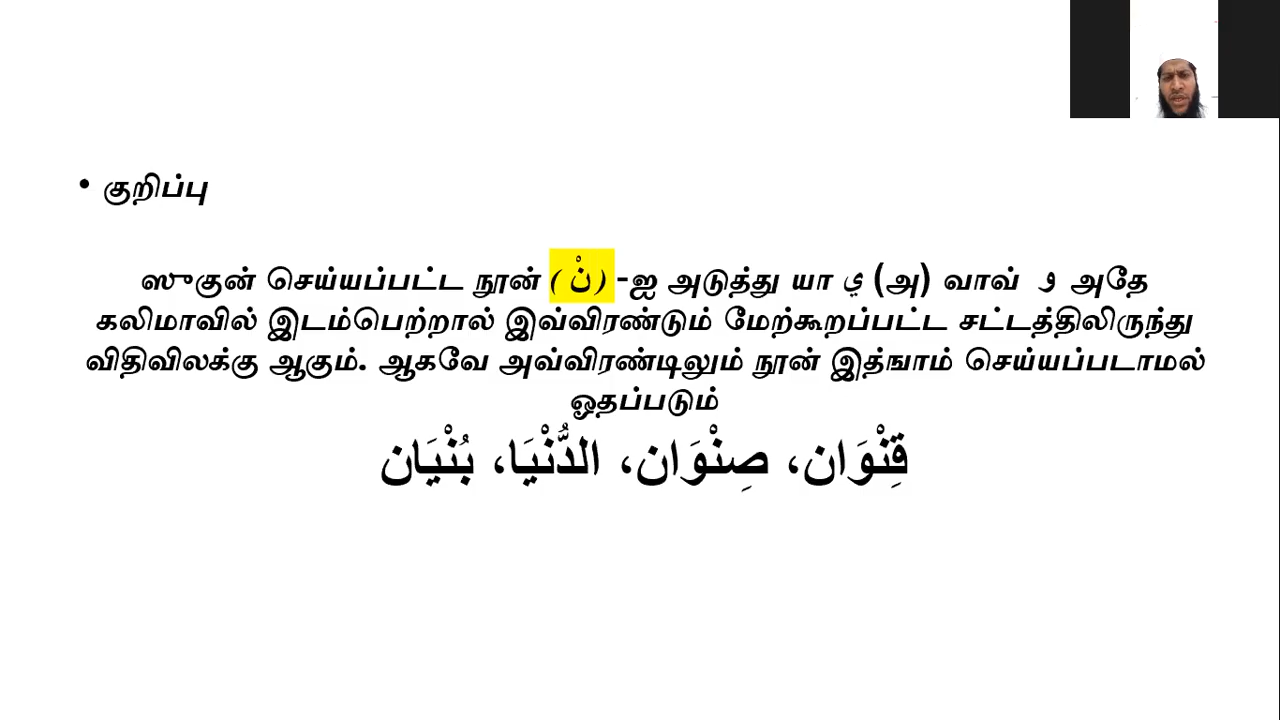 • குறிப்பு
ஸுகுன் செய்யப்பட்ட நூன் ( نْ ) -ஐ அடுத்து யா ي (அ) வாவ் و அதே
கலிமாவில் இடம்பெற்றால் இவ்விரண்டும் மேற்கூறப்பட்ட சட்டத்திலிருந்து
விதிவிலக்கு ஆகும். ஆகவே அவ்விரண்டிலும் நூன் இத்ஙாம் செய்யப்படாமல்
ஓதப்படும்
قِنْوَان، صِنْوَان، الدُّنْيَا، بُنْيَان